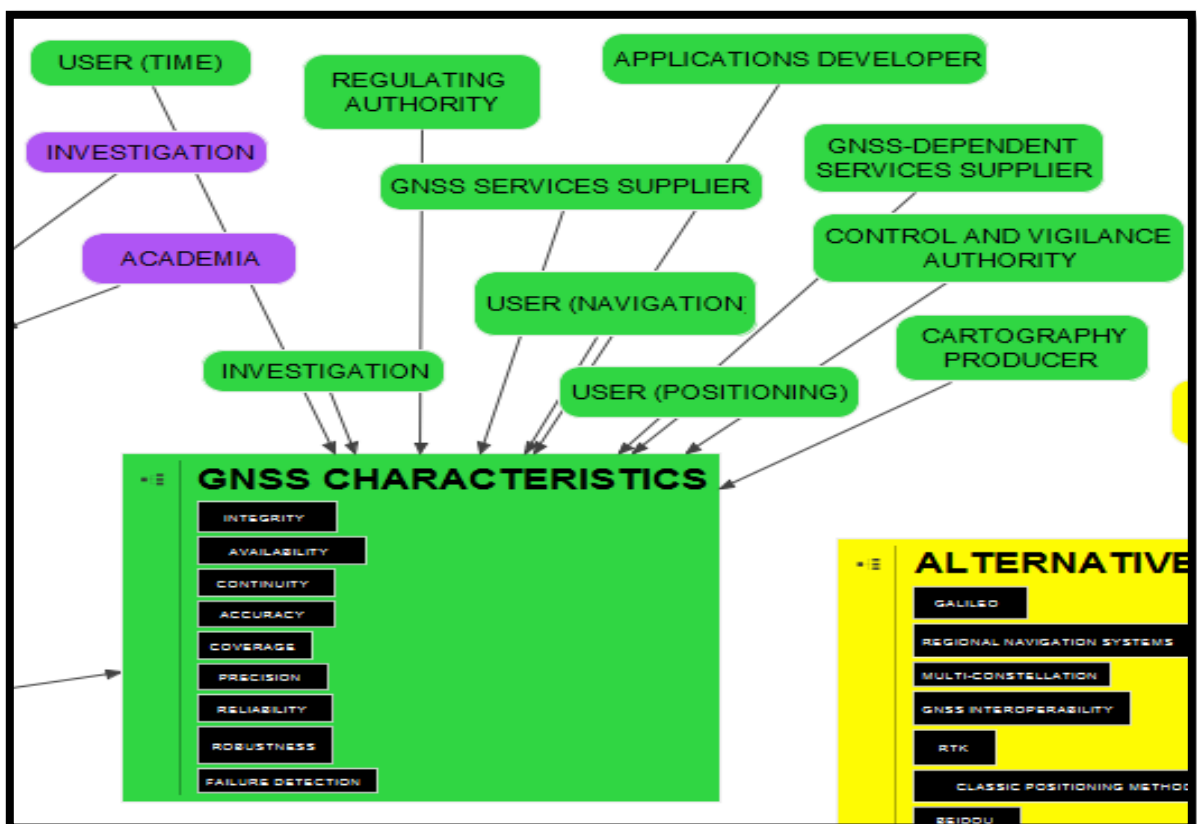 USER (TIME)
REGULATING
AUTHORITY
APPLICATIONS DEVELOPER
INVESTIGATION
GNSS SERVICES SUPPLIER
GNSS-DEPENDENT
SERVICES SUPPLIER
ACADEMIA
CONTROL AND VIGILANCE
AUTHORITY
USER (NAVIGATION)
CARTOGRAPHY
PRODUCER
INVESTIGATION
USER (POSITIONING)
GNSS CHARACTERISTICS
INTEGRITY
AVAILABILITY
CONTINUITY
ACCURACY
COVERAGE
PRECISION
RELIABILITY
ROBUSTNESS
FAILURE DETECTION
ALTERNATIVE
GALILEO
REGIONAL NAVIGATION SYSTEMS
MULTI-CONSTELLATION
GNSS INTEROPERABILITY
RTK
CLASSIC POSITIONING
BEIDOU